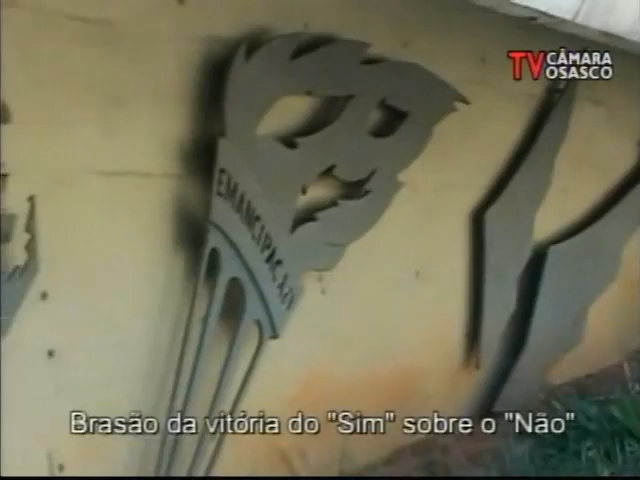 TV CÂMARA
OSASCO
EMANCIPAÇÃO
Brasão da vitória do "Sim" sobre o "Não"